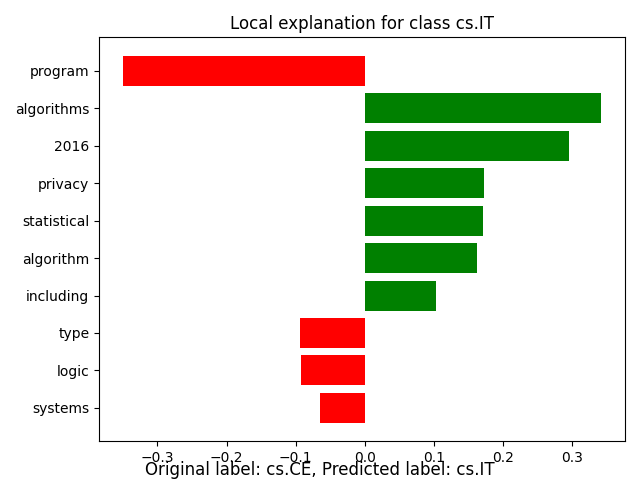 Local explanation for class cs.IT
program
algorithms
2016
privacy
statistical
algorithm
including
type
logic
systems
−0.3 −0.2 −0.1 0.0 0.1 0.2 0.3
Original label: cs.CE, Predicted label: cs.IT